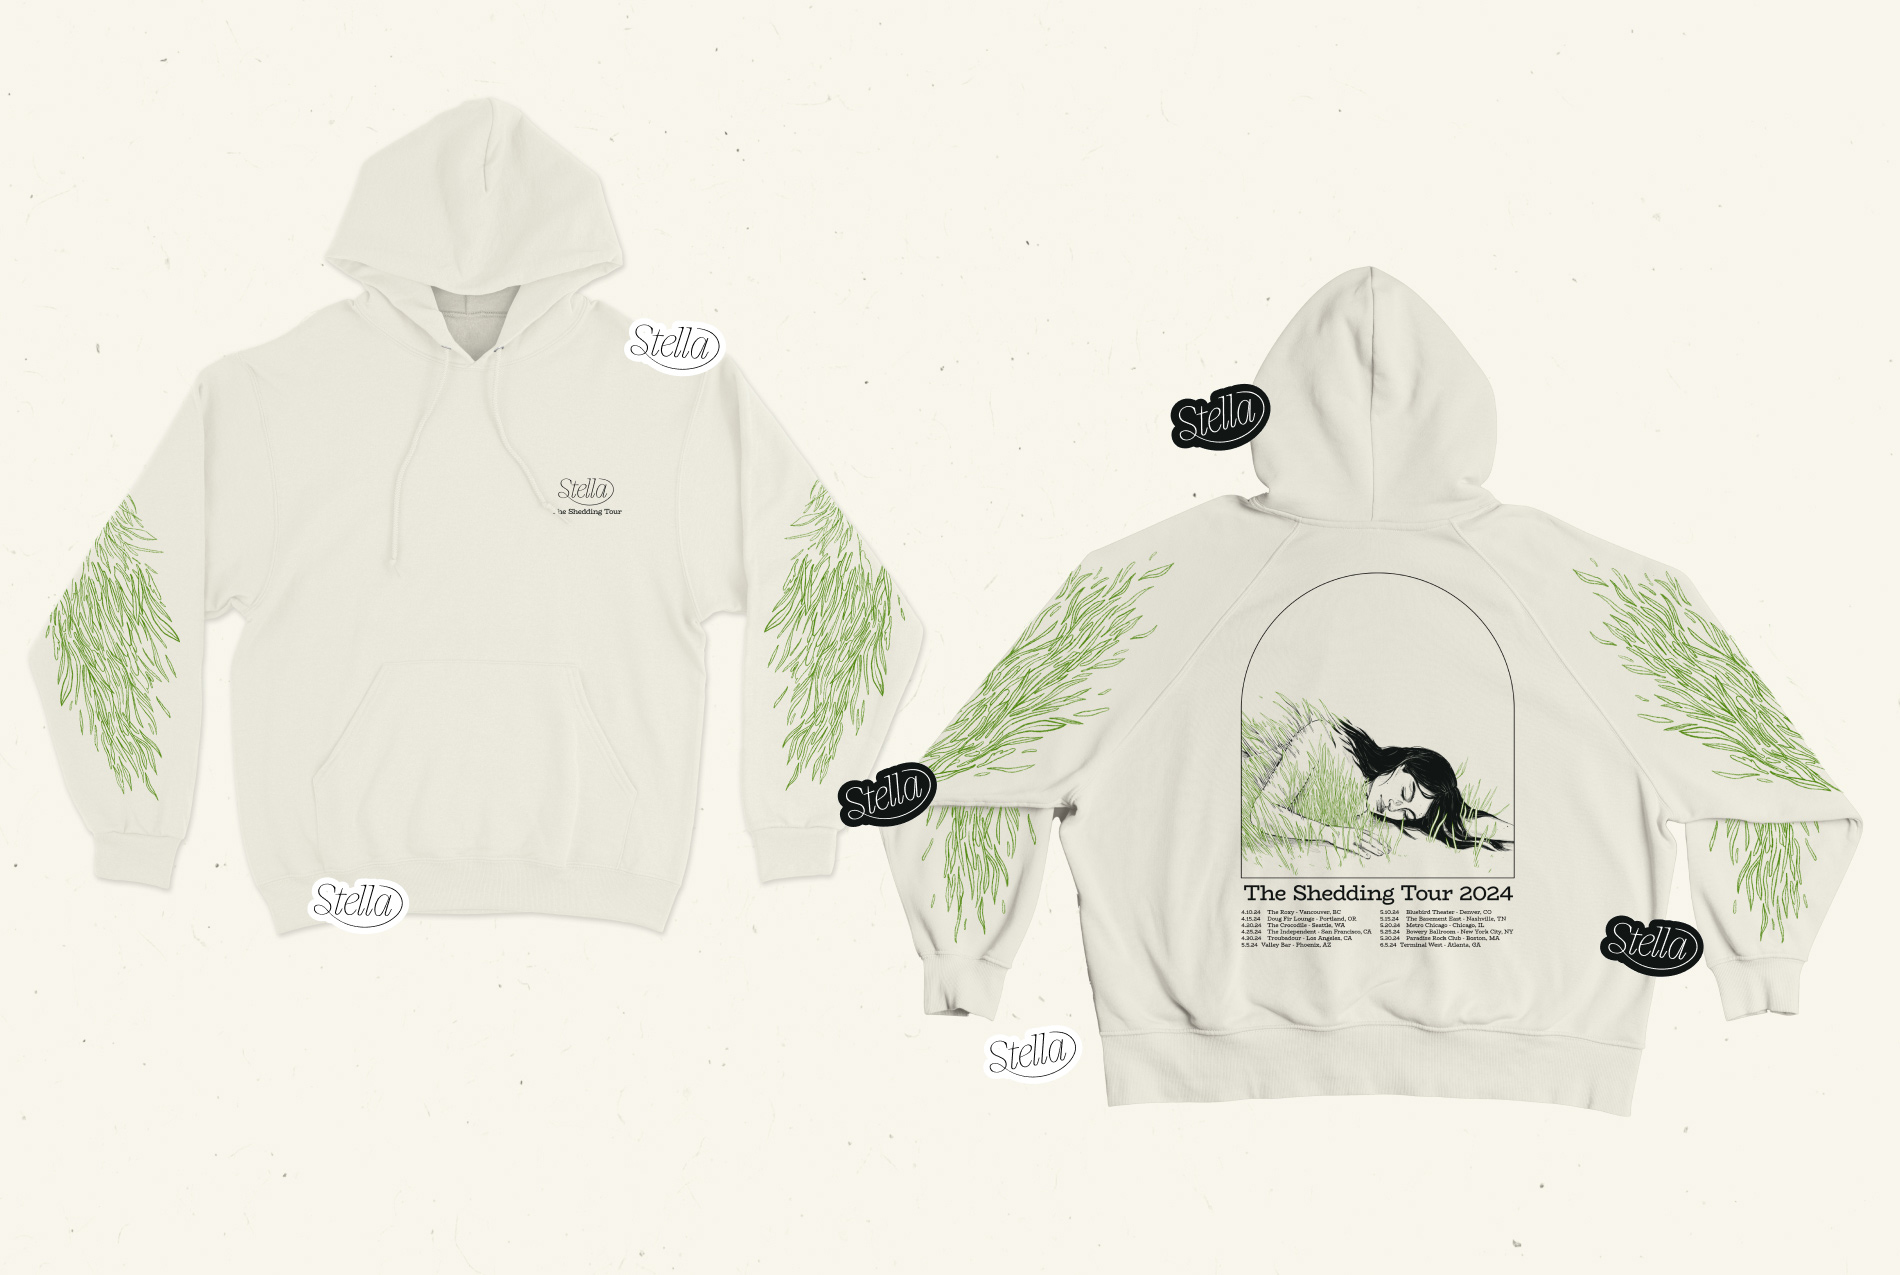 Stella
Stella
he Shedding Tour
Stella
Stella
Stella
The Shedding Tour 2024
4.10.24 The Roxy - Vancouver, BC
4.15.24 Doug Fir Lounge - Portland, OR
4.20.24 The Crocodile - Seattle, WA
4.25.24 The Independent - San Francisco, CA
4.30.24 Troubadour - Los Angeles, CA
5.5.24 Valley Bar - Phoenix, AZ
5.10.24 Bluebird Theater - Denver, CO
5.15.24 The Basement East - Nashville, TN
5.20.24 Metro Chicago - Chicago, IL
5.25.24 Bowery Ballroom - New York City, NY
5.30.24 Paradise Rock Club - Boston, MA
6.5.24 Terminal West - Atlanta, GA
Stella
Stella